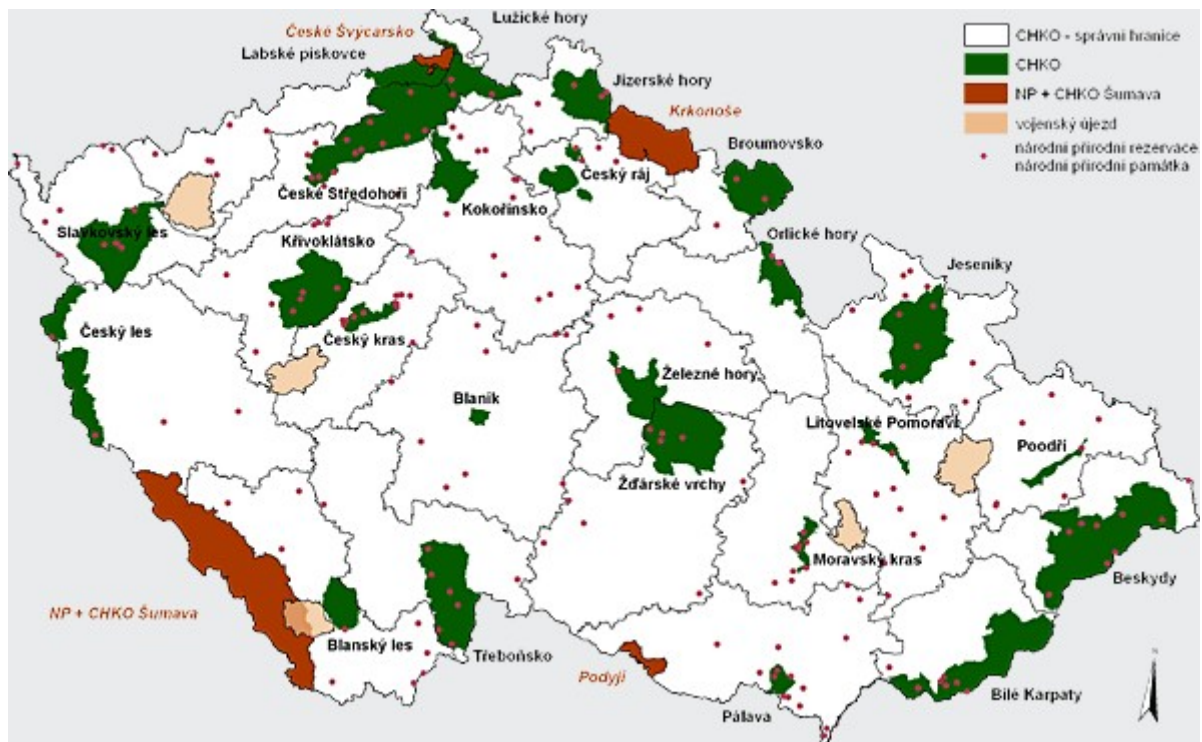 Lužické hory
České Švýcarsko
Labské pískovce
CHKO - správní hranice
CHKO
NP + CHKO Šumava
vojenský újezd
národní přírodní rezervace
národní přírodní památka
Jizerské hory
Krkonoše
Broumovsko
Český ráj
České Středohoří
Kokořínsko
Slavkovský les
Křivoklátsko
Orlické hory
Jeseníky
Český les
Český kras
Železné hory
Blaník
Litovelské Pomoraví
Poodří
Žďárské vrchy
Moravský kras
Beskydy
NP + CHKO Šumava
Blanský les
Třeboňsko
Podyjí
Bílé Karpaty
Pálava